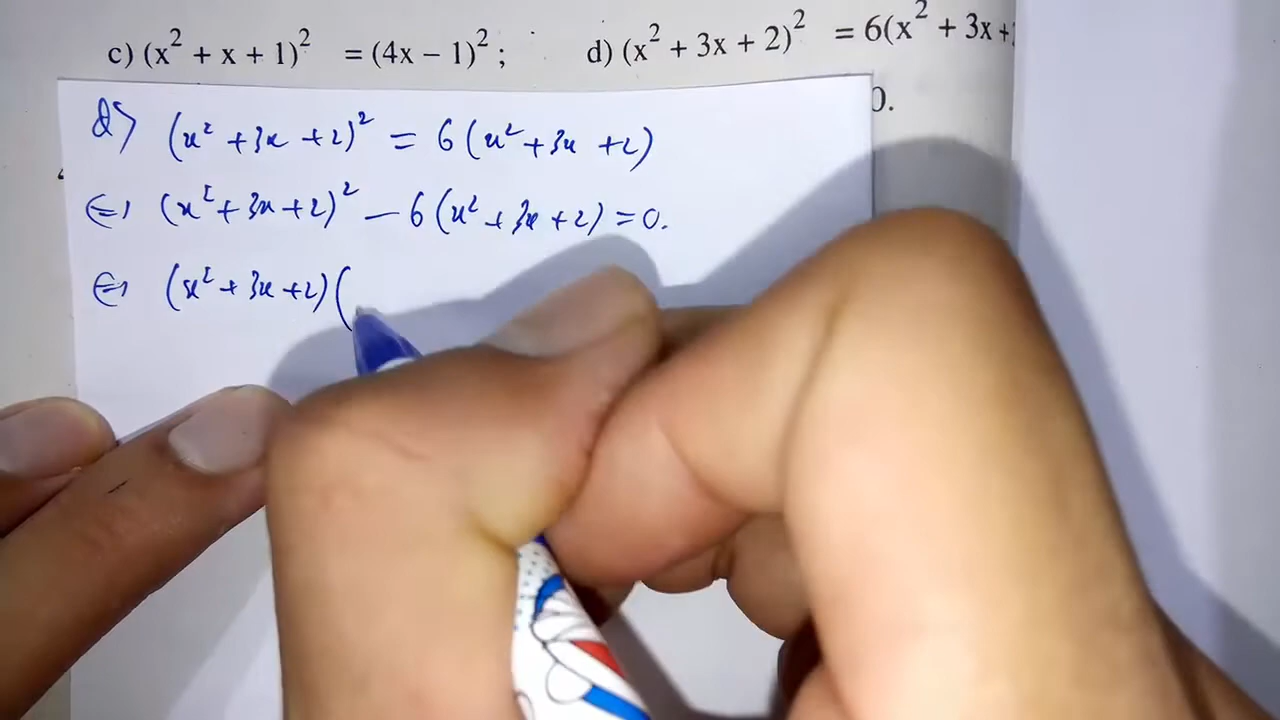 c) (x² + x + 1)² = (4x – 1)² ; d) (x² + 3x + 2)² = 6(x² + 3x +
0.
d) (x² + 3x + 2)² = 6 (x² + 3x + 2)
⇔ (x² + 3x + 2)² — 6 (x² + 3x + 2) = 0.
⇔ (x² + 3x + 2) (